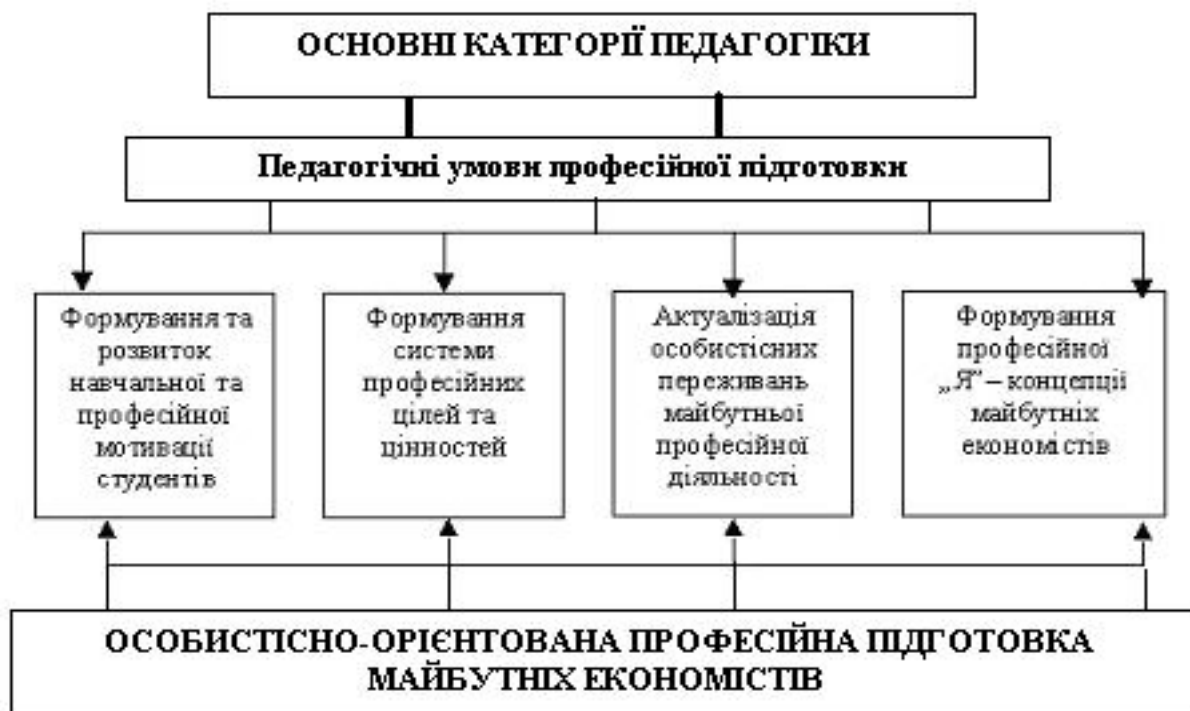 ОСНОВНІ КАТЕГОРІЇ ПЕДАГОГІКИ
Педагогічні умови професійної підготовки
Формування та
розвиток
навчальної та
професійної
мотивації
студентів
Формування
системи
професійних
цілей та
цінностей
Актуалізація
особистісних
переживань
майбутньої
професійної
діяльності
Формування
професійної
„Я” – концепції
майбутніх
економістів
ОСОБИСТІСНО-ОРІЄНТОВАНА ПРОФЕСІЙНА ПІДГОТОВКА
МАЙБУТНІХ ЕКОНОМІСТІВ